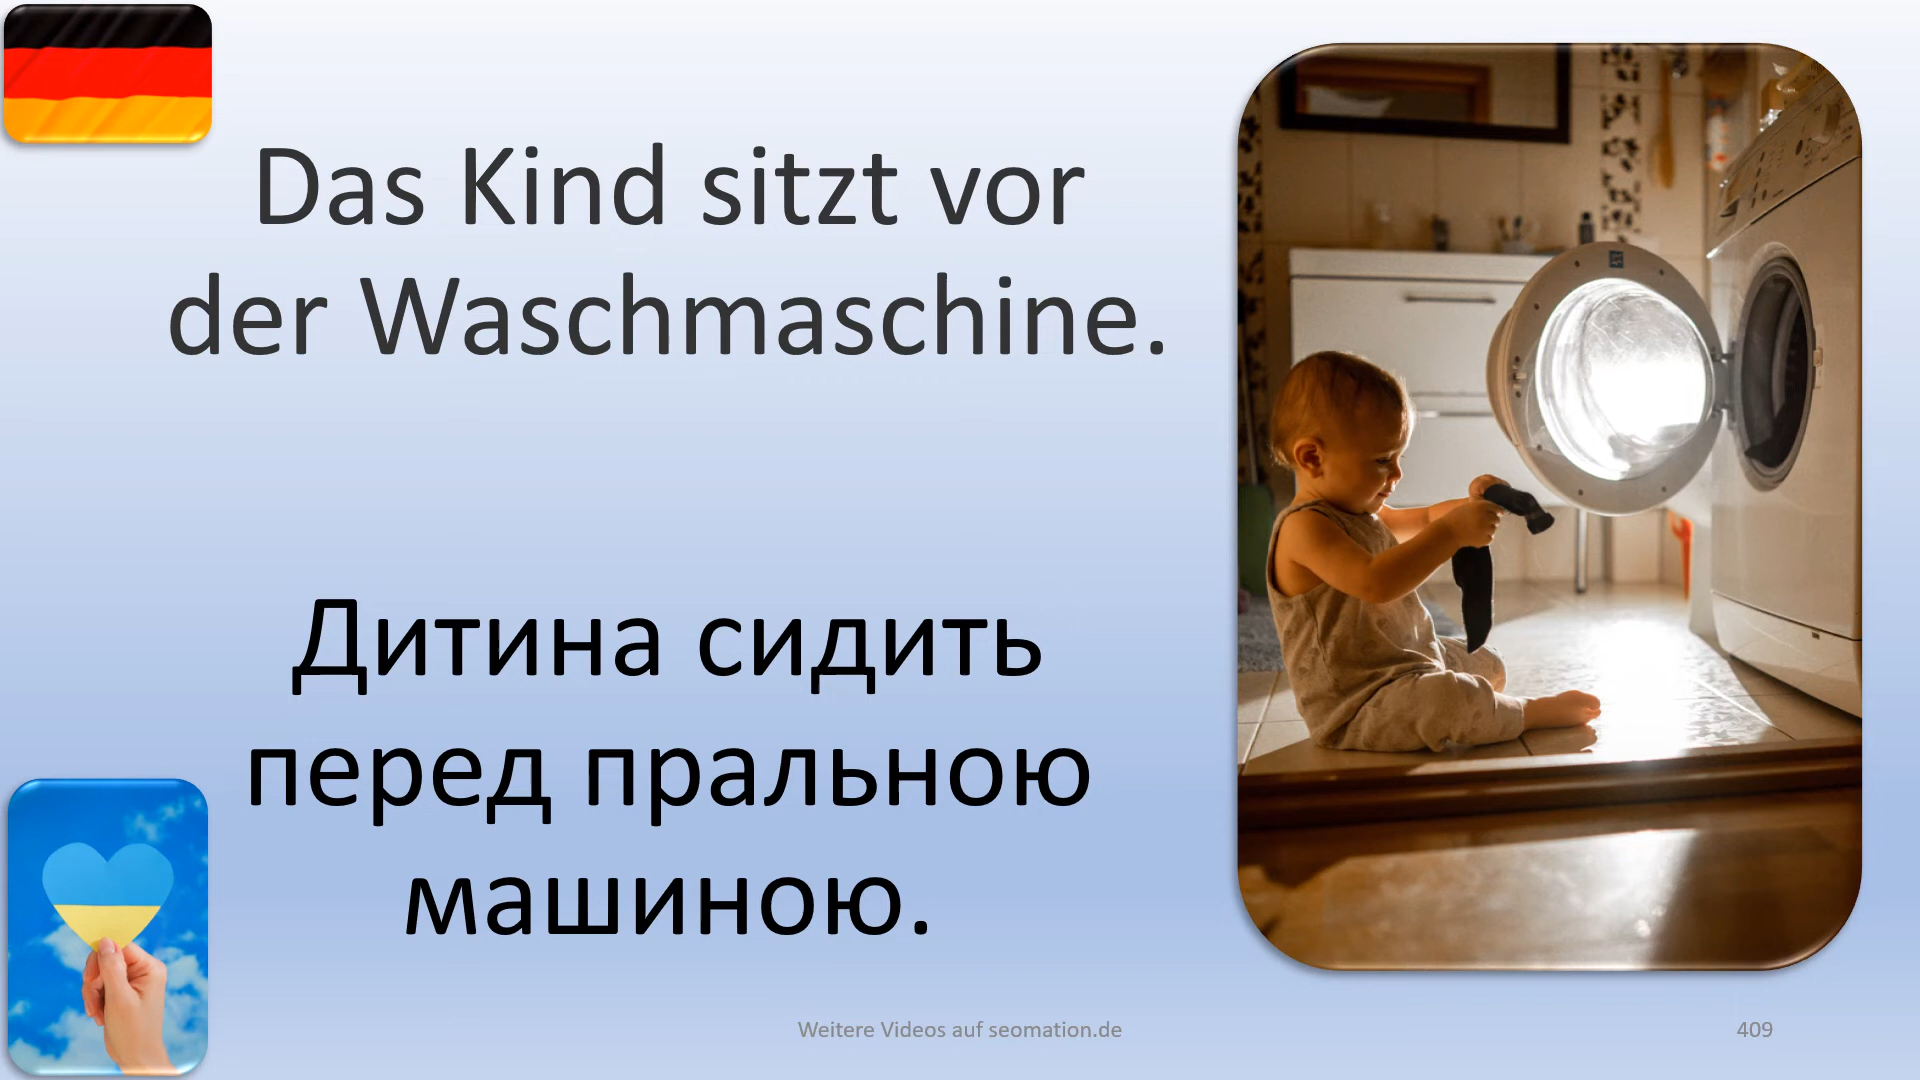 Das Kind sitzt vor
der Waschmaschine.
Дитина сидить
перед пральною
машиною.
Weitere Videos auf seomation.de
409